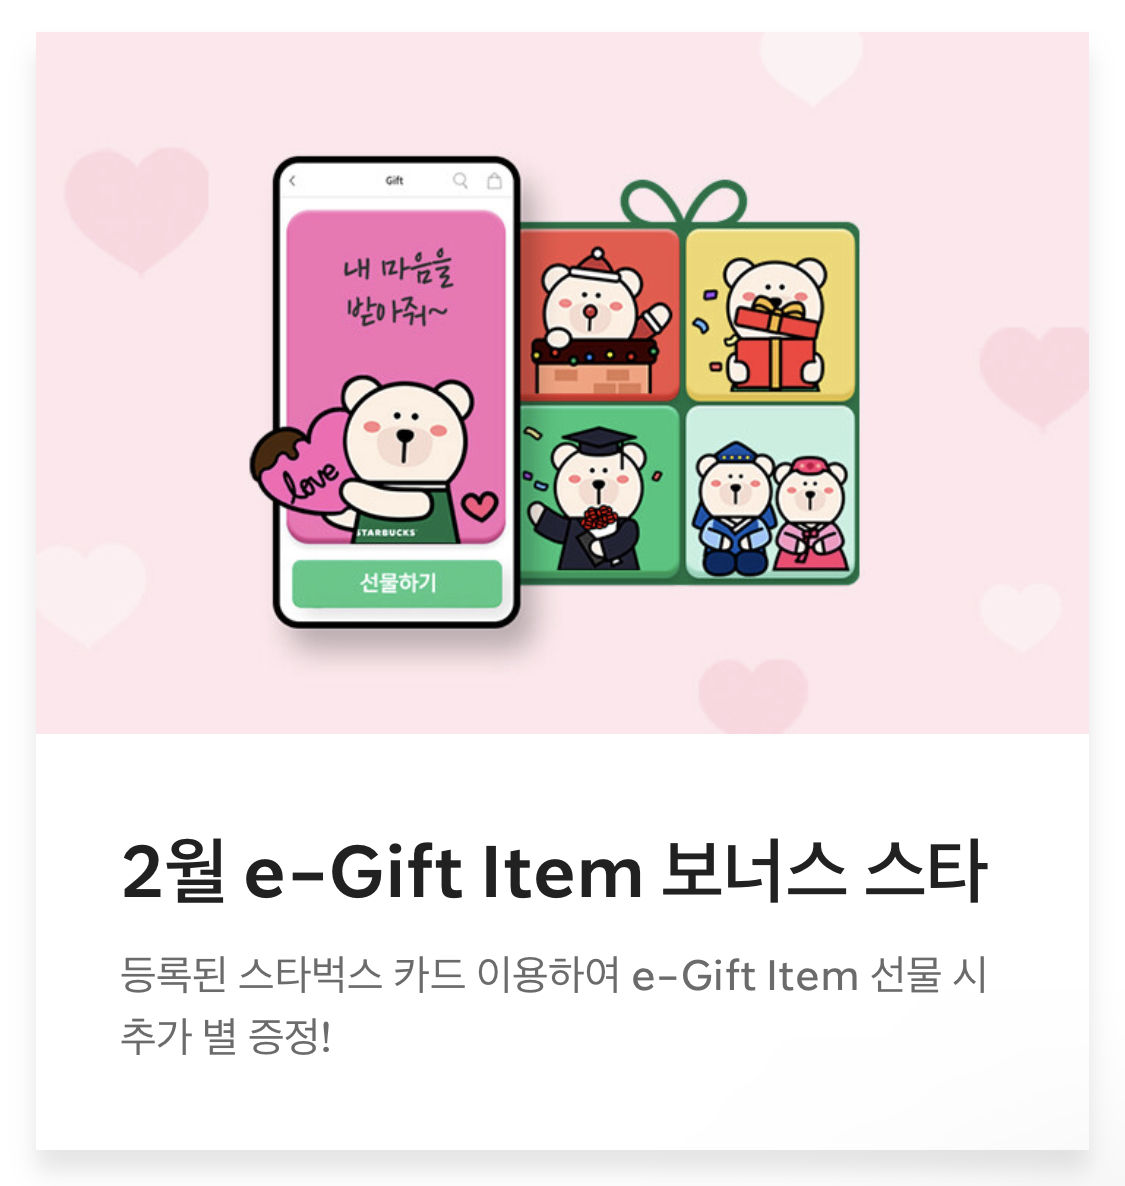 Gift
내 마음을
받아줘~
love
STARBUCKS
선물하기
2월 e-Gift Item 보너스 스타
등록된 스타벅스 카드 이용하여 e-Gift Item 선물 시
추가 별 증정!